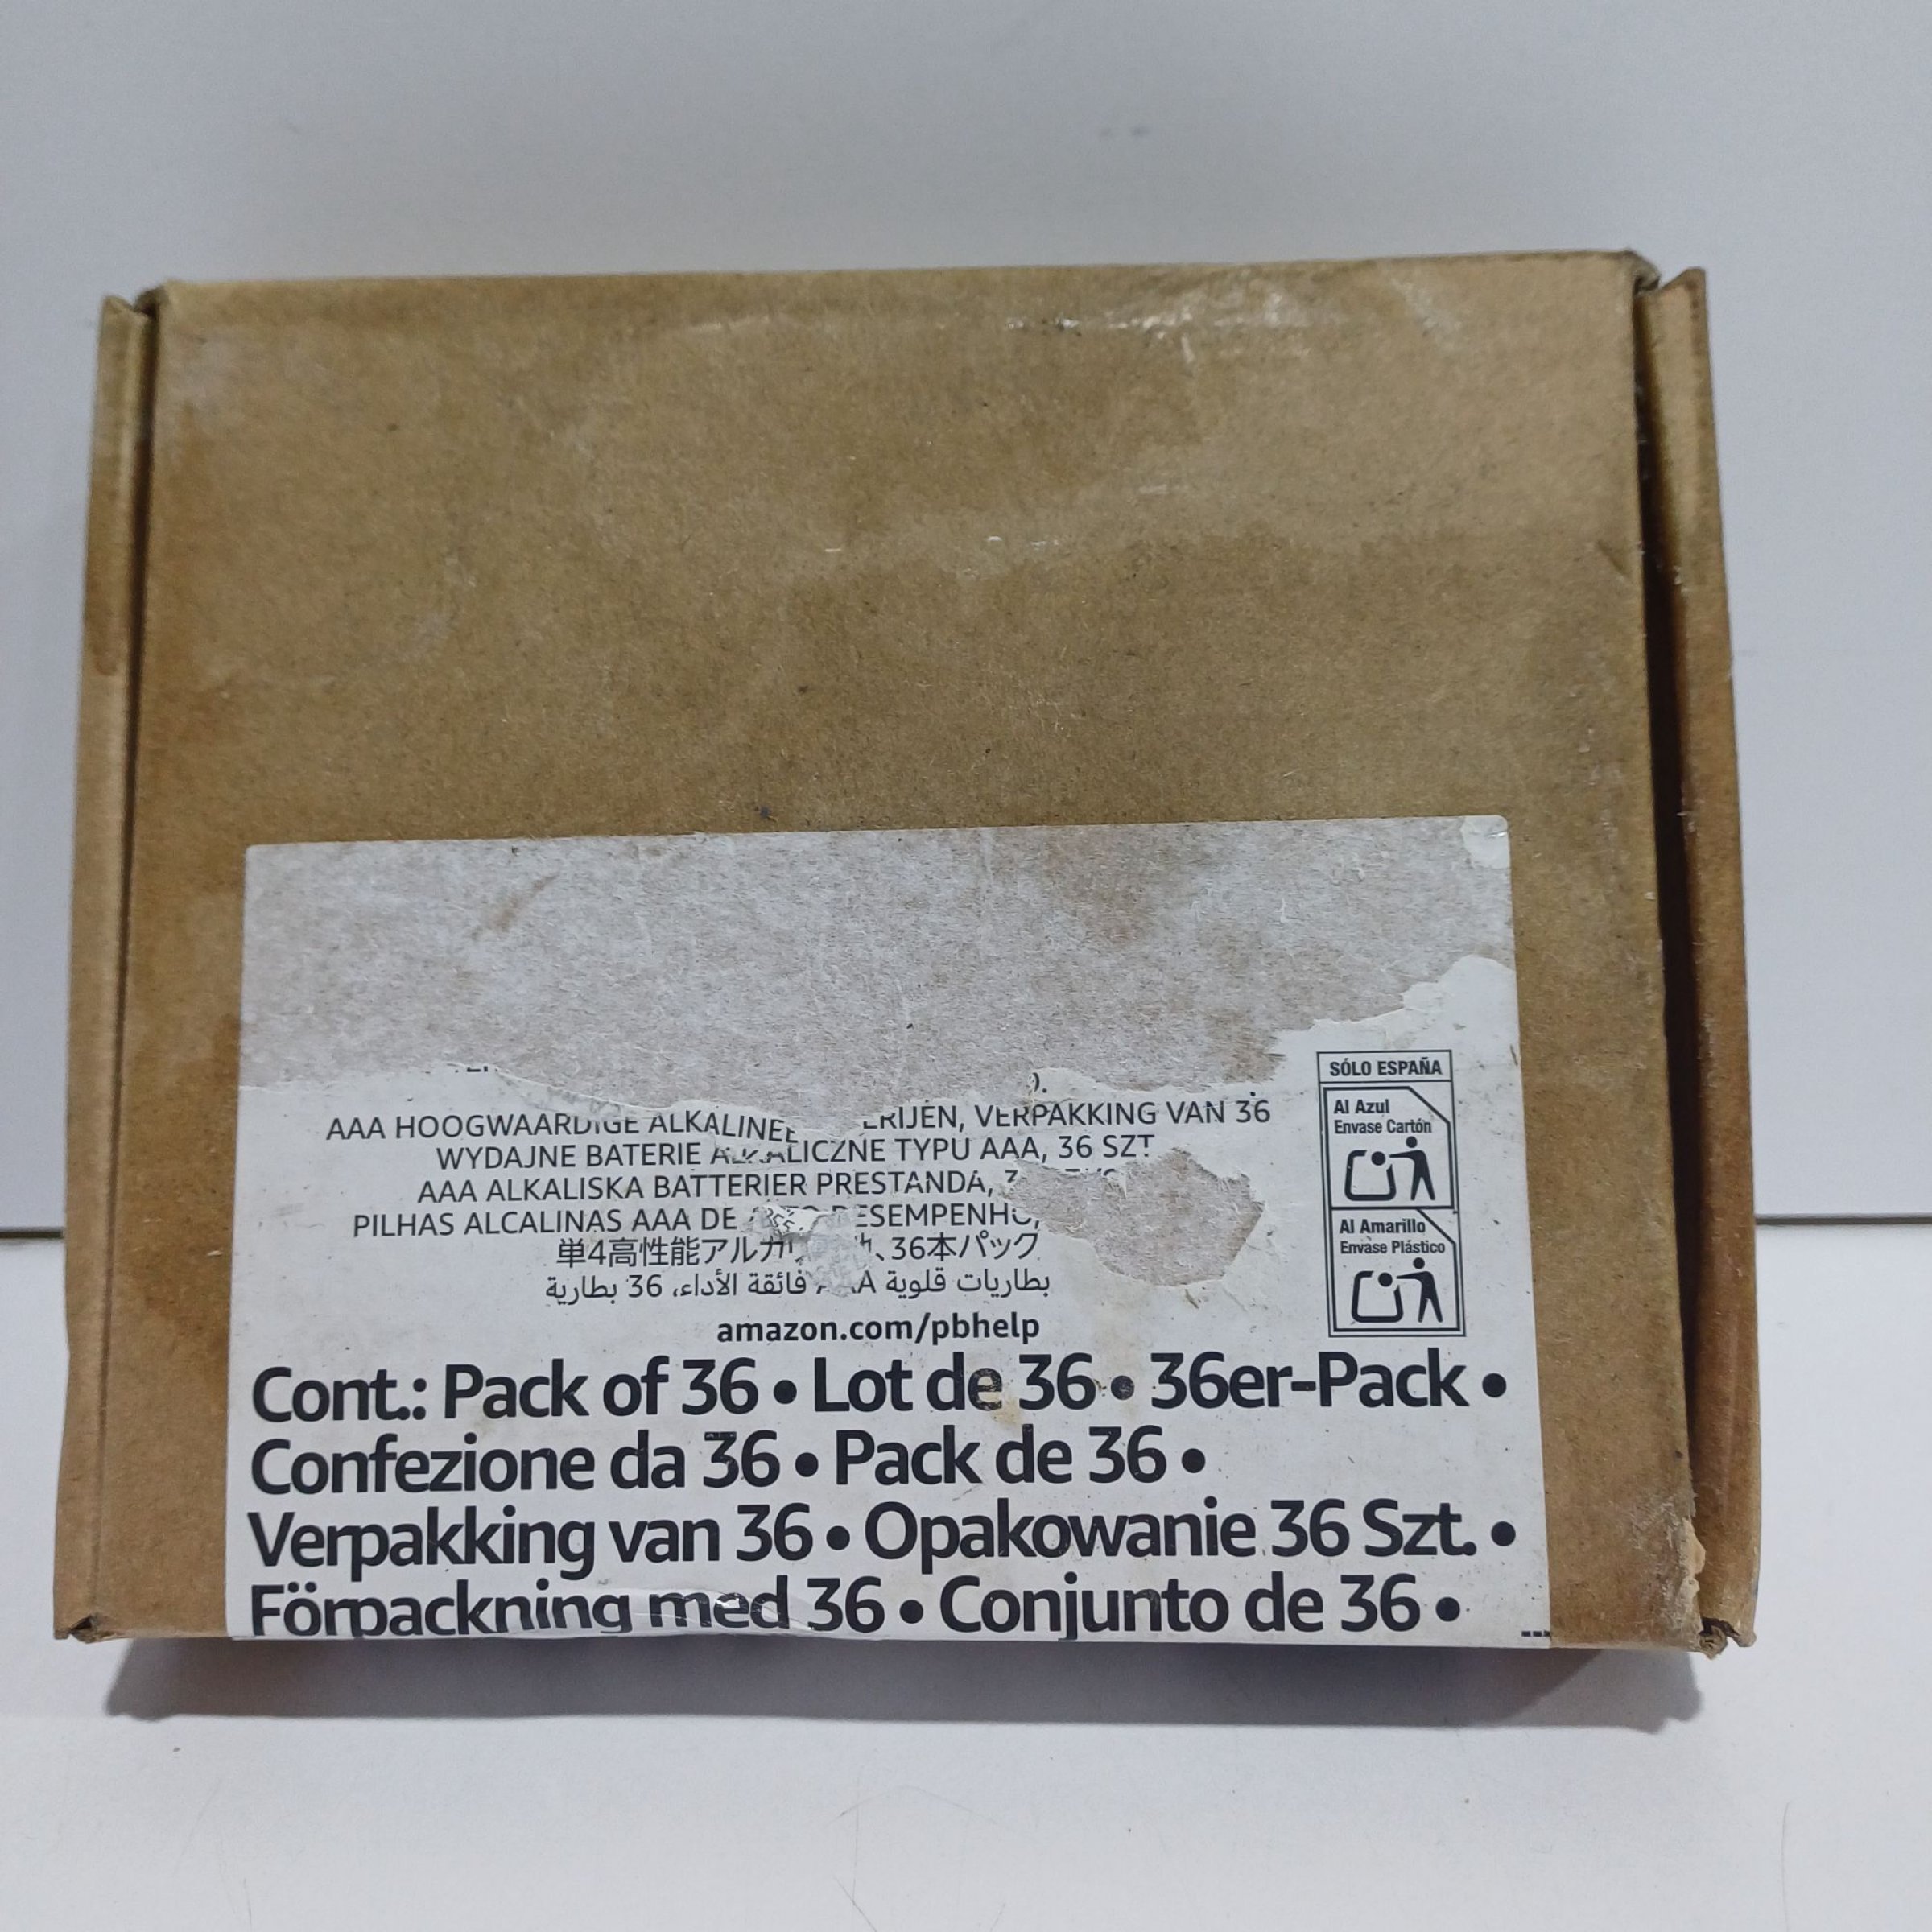 AAA HOOGWAARDIGE ALKALINE VERPAKKING VAN 36
WYDAJNE BATERIE ALKALICZNE TYPU AAA, 36 SZT
AAA ALKALISKA BATTERIER PRESTANDA,
PILHAS ALCALINAS AAA DE DESEMPENHO,
単4高性能アルカリ 、36本パック
بطاريات قلوية AAA فائقة الأداء، 36 بطارية
amazon.com/pbhelp
Cont.: Pack of 36 • Lot de 36 • 36er-Pack •
Confezione da 36 • Pack de 36 •
Verpakking van 36 • Opakowanie 36 Szt. •
Förpackning med 36 • Conjunto de 36 •
SÓLO ESPAÑA
Al Azul
Envase Cartón
Al Amarillo
Envase Plástico